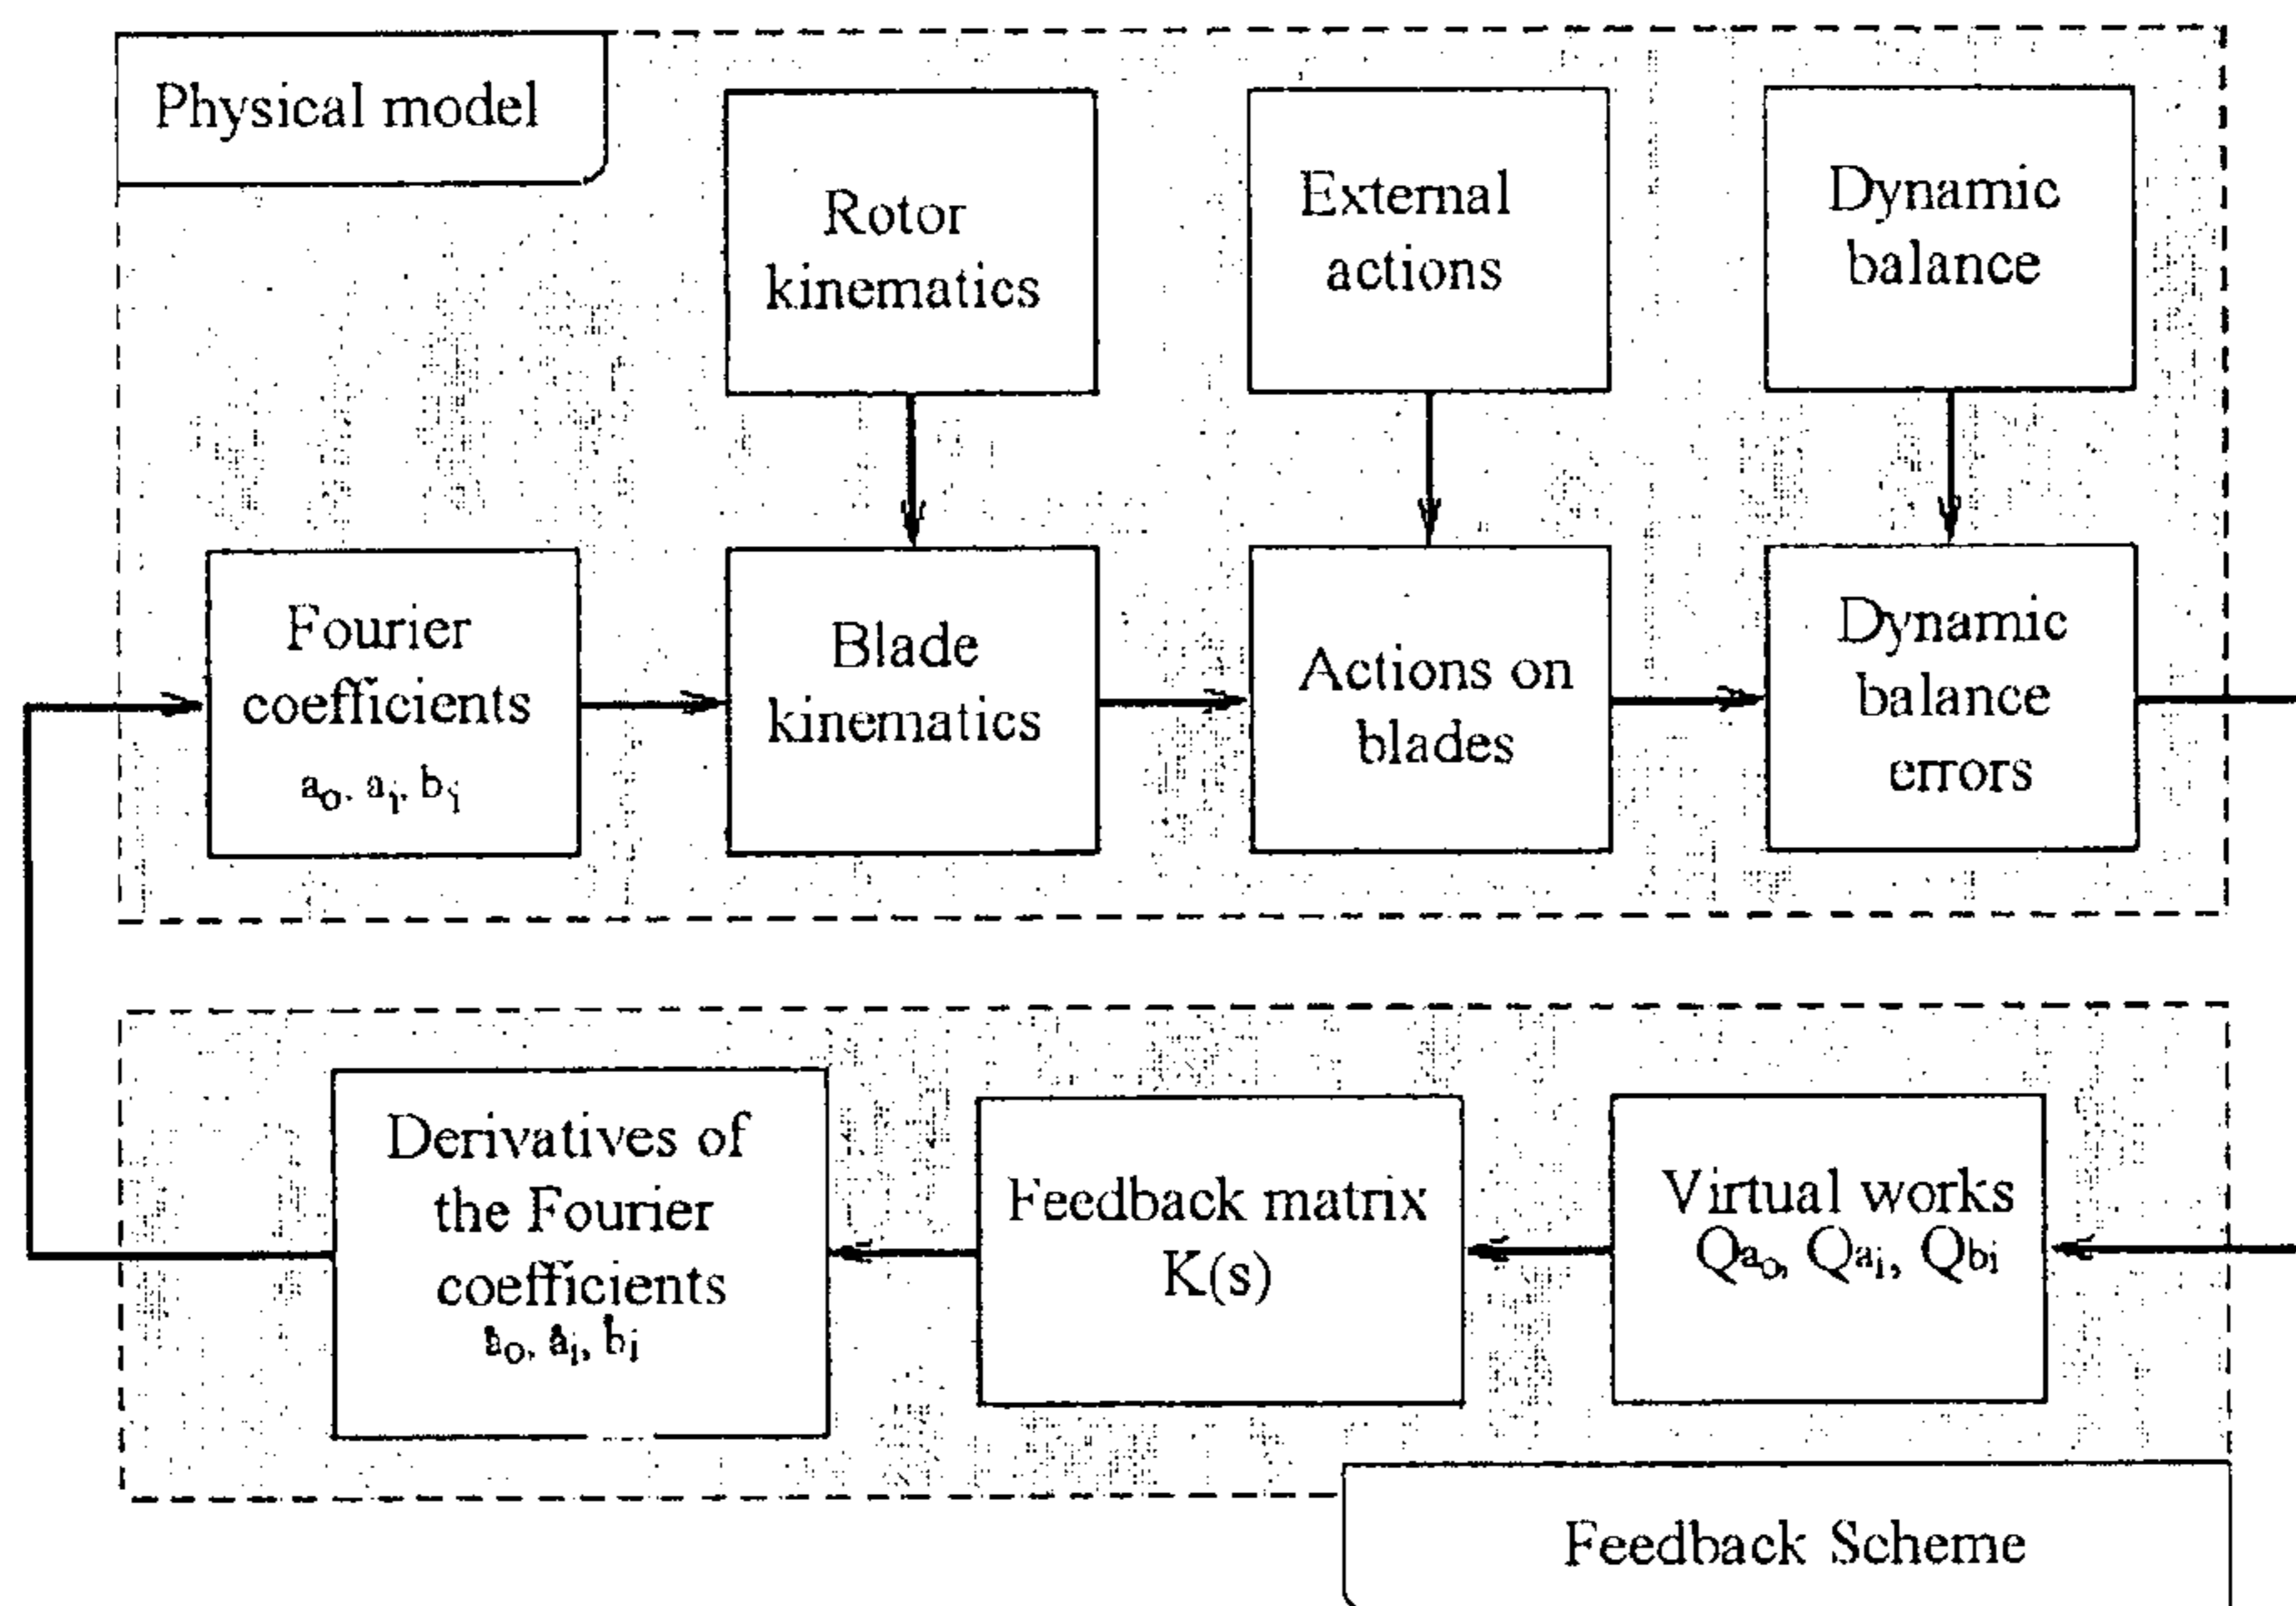 Physical model
Rotor
kinematics
External
actions
Dynamic
balance
Fourier
coefficients
a₀, aᵢ, bᵢ
Blade
kinematics
Actions on
blades
Dynamic
balance
errors
Derivatives of
the Fourier
coefficients
ȧ₀, ȧᵢ, ḃᵢ
Feedback matrix
K(s)
Virtual works
Qa₀, Qaᵢ, Qbᵢ
Feedback Scheme